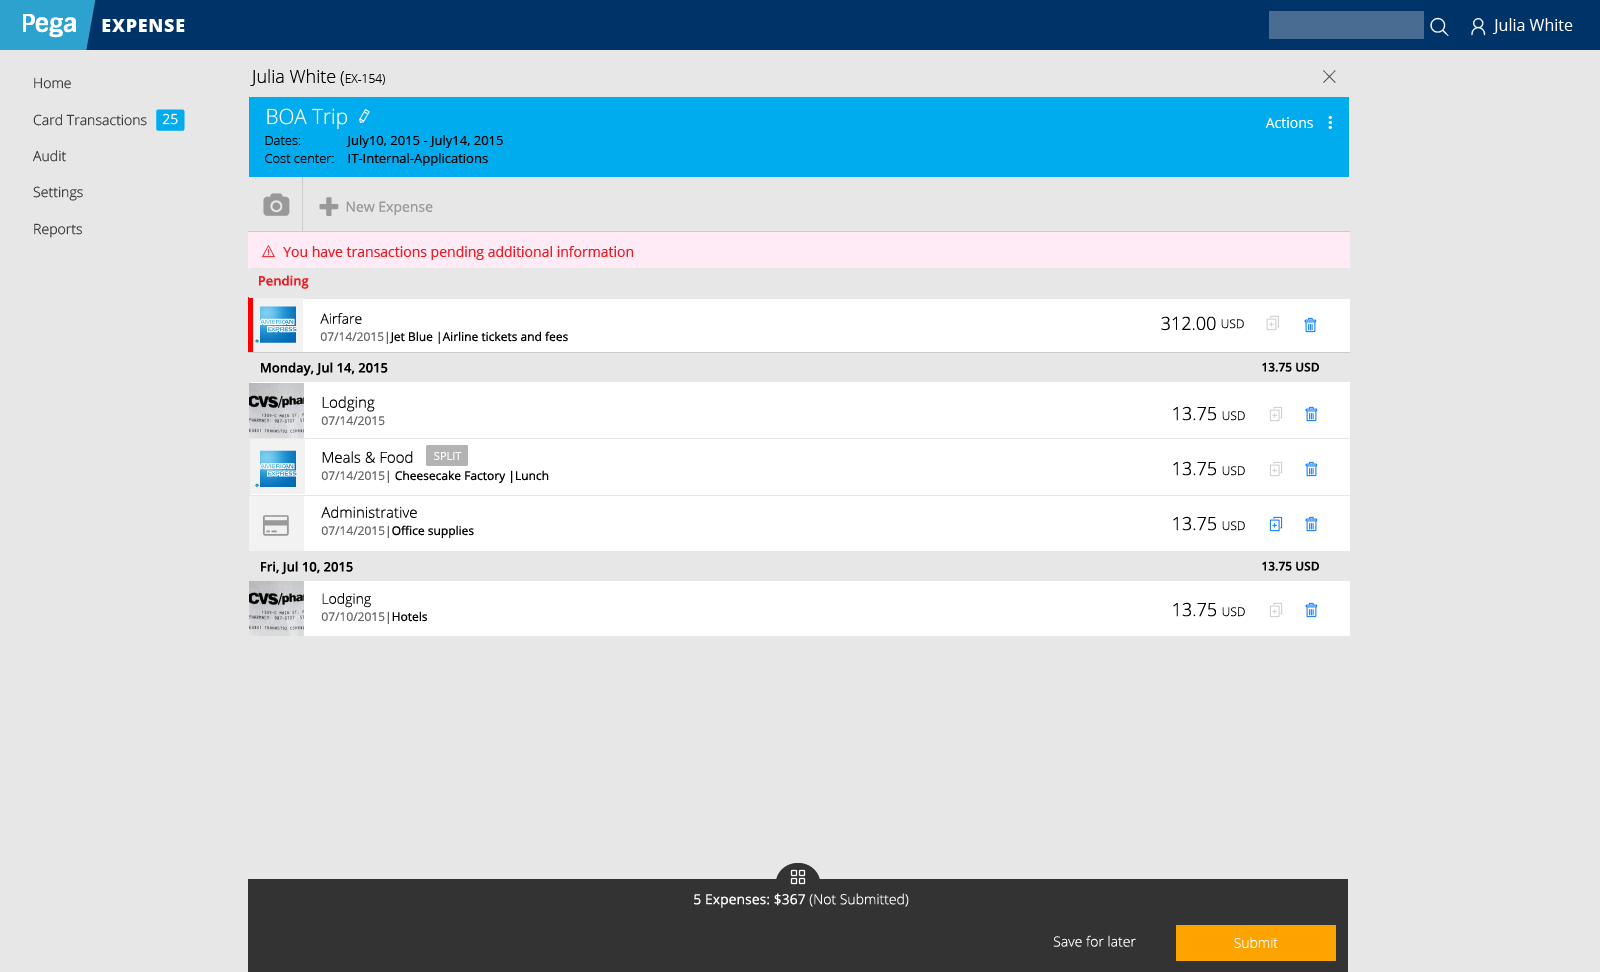 Pega EXPENSE
Julia White
Home
Card Transactions 25
Audit
Settings
Reports
Julia White (EX-154)
BOA Trip
Actions
Dates: July10, 2015 - July14, 2015
Cost center: IT-Internal-Applications
New Expense
You have transactions pending additional information
Pending
AMERICAN
EXPRESS
Airfare
07/14/2015|Jet Blue |Airline tickets and fees
312.00 USD
Monday, Jul 14, 2015
13.75 USD
CVS/phar
Lodging
07/14/2015
13.75 USD
AMERICAN
EXPRESS
Meals & Food SPLIT
07/14/2015| Cheesecake Factory |Lunch
13.75 USD
Administrative
07/14/2015|Office supplies
13.75 USD
Fri, Jul 10, 2015
13.75 USD
CVS/phar
Lodging
07/10/2015|Hotels
13.75 USD
5 Expenses: $367 (Not Submitted)
Save for later
Submit